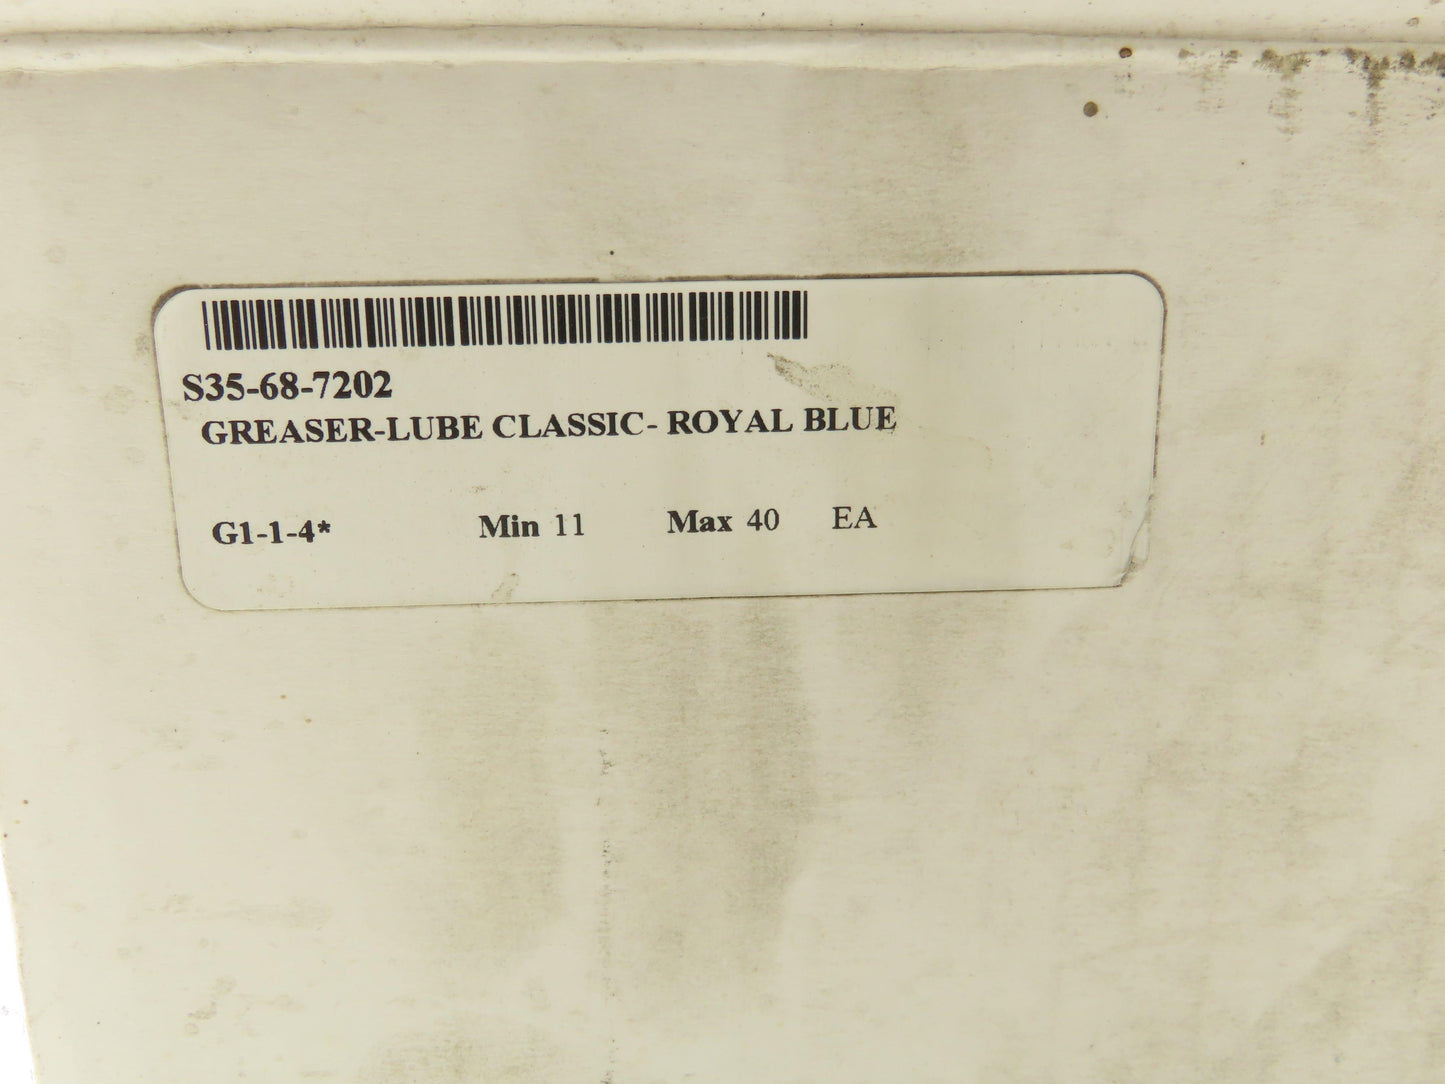 S35-68-7202
GREASER-LUBE CLASSIC- ROYAL BLUE
G1-1-4* Min 11 Max 40 EA